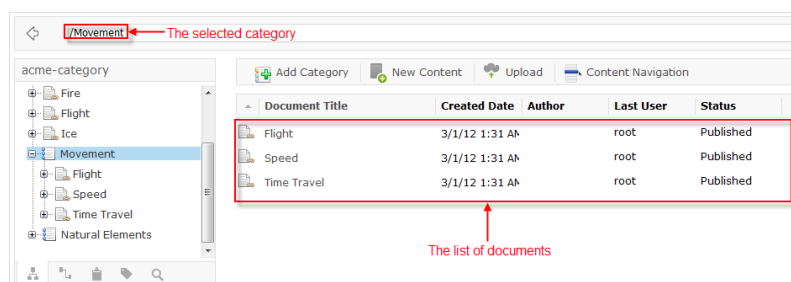 /Movement The selected category
acme-category
Add Category New Content Upload Content Navigation
Fire
Flight
Ice
Movement
Flight
Speed
Time Travel
Natural Elements
Document Title Created Date Author Last User Status
Flight 3/1/12 1:31 AM root Published
Speed 3/1/12 1:31 AM root Published
Time Travel 3/1/12 1:31 AM root Published
The list of documents